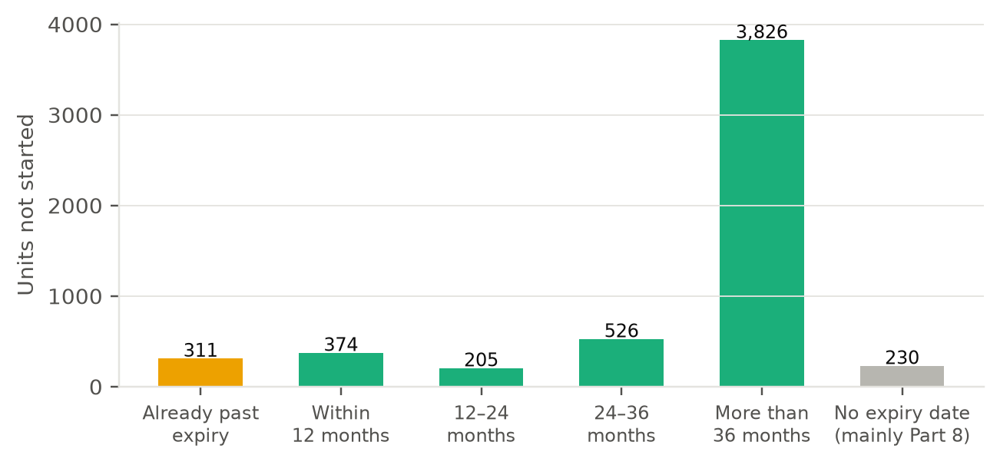 4000
3000
2000
1000
0
Units not started
311
374
205
526
3,826
230
Already past
expiry
Within
12 months
12–24
months
24–36
months
More than
36 months
No expiry date
(mainly Part 8)